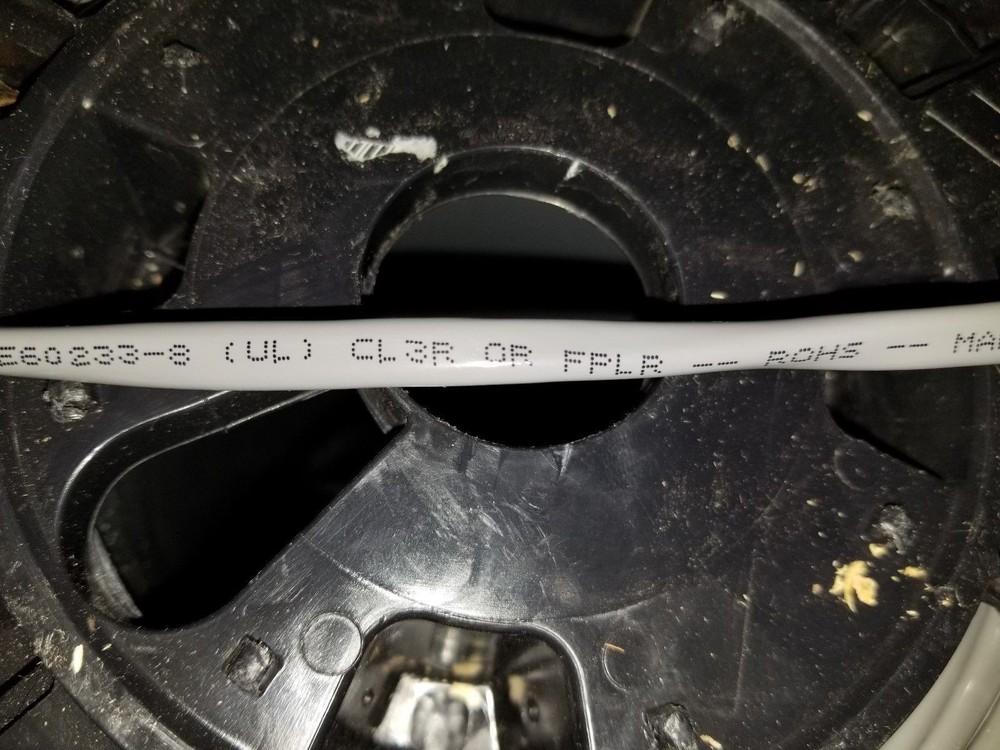 E60233-8 (UL) CL3R OR FPLR -- ROHS --